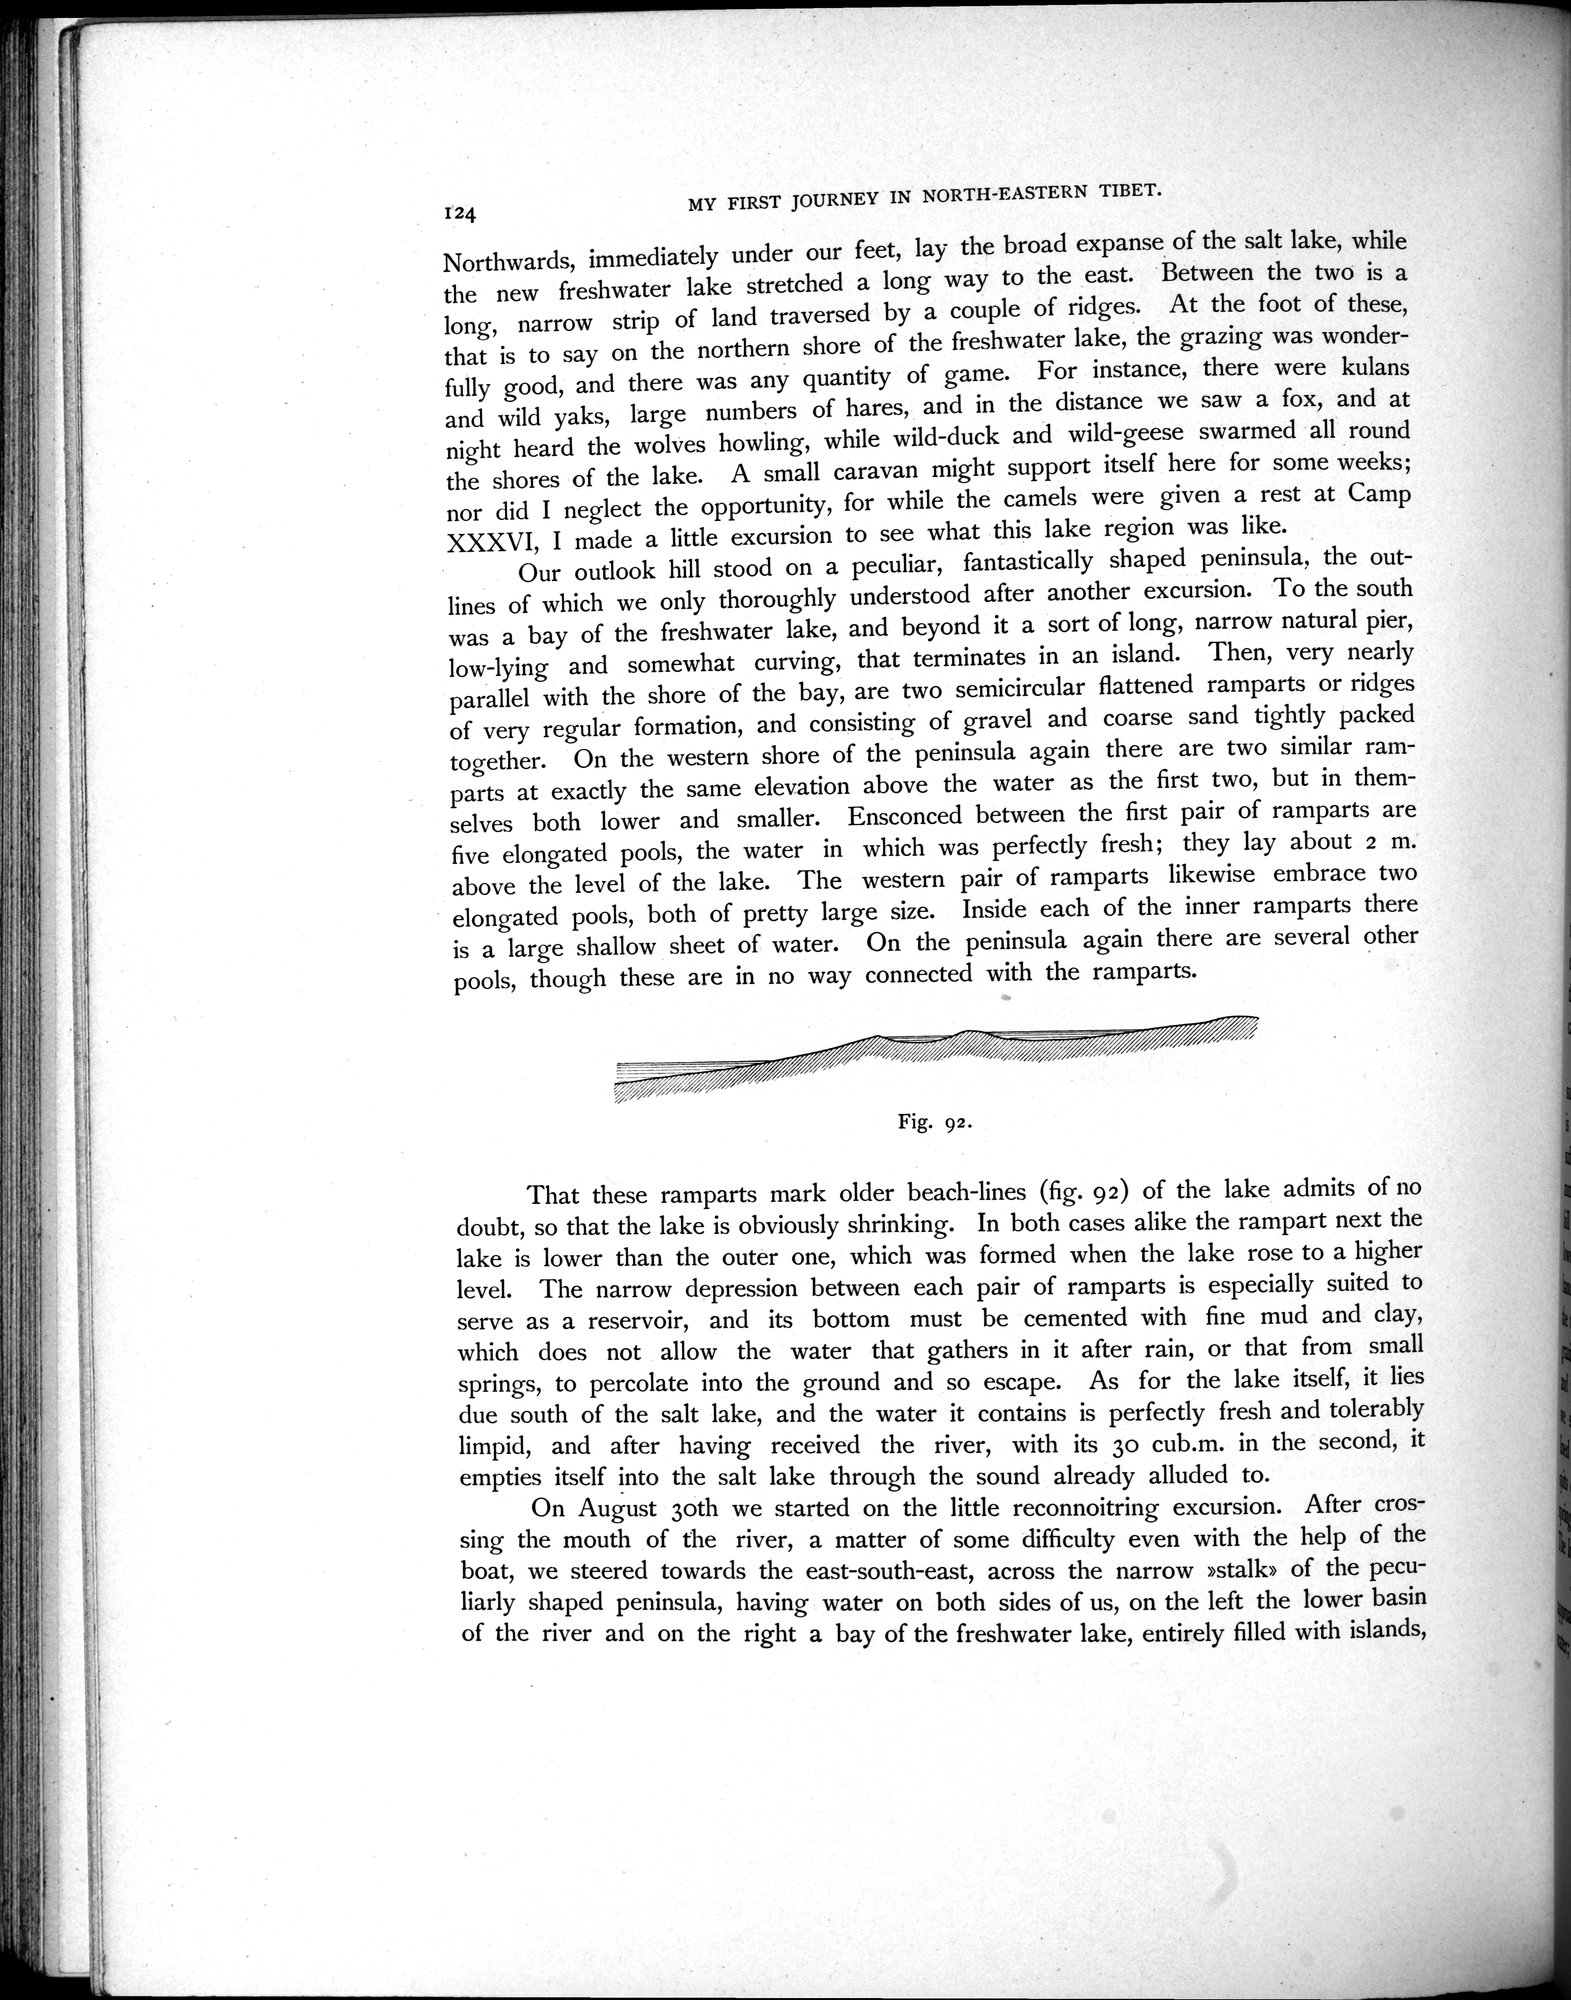 124
MY FIRST JOURNEY IN NORTH-EASTERN TIBET.
Northwards, immediately under our feet, lay the broad expanse of the salt lake, while
the new freshwater lake stretched a long way to the east. Between the two is a
long, narrow strip of land traversed by a couple of ridges. At the foot of these,
that is to say on the northern shore of the freshwater lake, the grazing was wonder-
fully good, and there was any quantity of game. For instance, there were kulans
and wild yaks, large numbers of hares, and in the distance we saw a fox, and at
night heard the wolves howling, while wild-duck and wild-geese swarmed all round
the shores of the lake. A small caravan might support itself here for some weeks;
nor did I neglect the opportunity, for while the camels were given a rest at Camp
XXXVI, I made a little excursion to see what this lake region was like.
Our outlook hill stood on a peculiar, fantastically shaped peninsula, the out-
lines of which we only thoroughly understood after another excursion. To the south
was a bay of the freshwater lake, and beyond it a sort of long, narrow natural pier,
low-lying and somewhat curving, that terminates in an island. Then, very nearly
parallel with the shore of the bay, are two semicircular flattened ramparts or ridges
of very regular formation, and consisting of gravel and coarse sand tightly packed
together. On the western shore of the peninsula again there are two similar ram-
parts at exactly the same elevation above the water as the first two, but in them-
selves both lower and smaller. Ensconced between the first pair of ramparts are
five elongated pools, the water in which was perfectly fresh; they lay about 2 m.
above the level of the lake. The western pair of ramparts likewise embrace two
elongated pools, both of pretty large size. Inside each of the inner ramparts there
is a large shallow sheet of water. On the peninsula again there are several other
pools, though these are in no way connected with the ramparts.
Fig. 92.
That these ramparts mark older beach-lines (fig. 92) of the lake admits of no
doubt, so that the lake is obviously shrinking. In both cases alike the rampart next the
lake is lower than the outer one, which was formed when the lake rose to a higher
level. The narrow depression between each pair of ramparts is especially suited to
serve as a reservoir, and its bottom must be cemented with fine mud and clay,
which does not allow the water that gathers in it after rain, or that from small
springs, to percolate into the ground and so escape. As for the lake itself, it lies
due south of the salt lake, and the water it contains is perfectly fresh and tolerably
limpid, and after having received the river, with its 30 cub.m. in the second, it
empties itself into the salt lake through the sound already alluded to.
On August 30th we started on the little reconnoitring excursion. After cros-
sing the mouth of the river, a matter of some difficulty even with the help of the
boat, we steered towards the east-south-east, across the narrow »stalk» of the pecu-
liarly shaped peninsula, having water on both sides of us, on the left the lower basin
of the river and on the right a bay of the freshwater lake, entirely filled with islands,